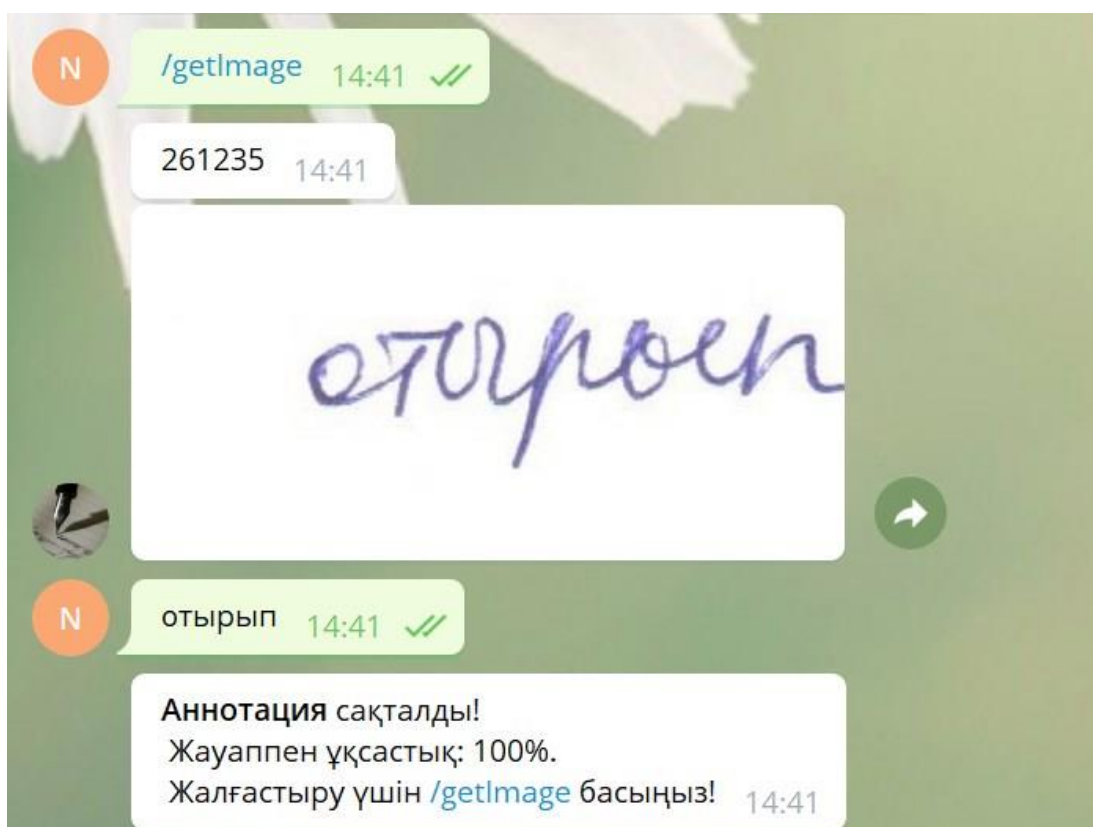 N
/getImage 14:41
261235 14:41
отырып
N
отырып 14:41
Аннотация сақталды!
Жауаппен ұқсастық: 100%.
Жалғастыру үшін /getImage басыңыз! 14:41